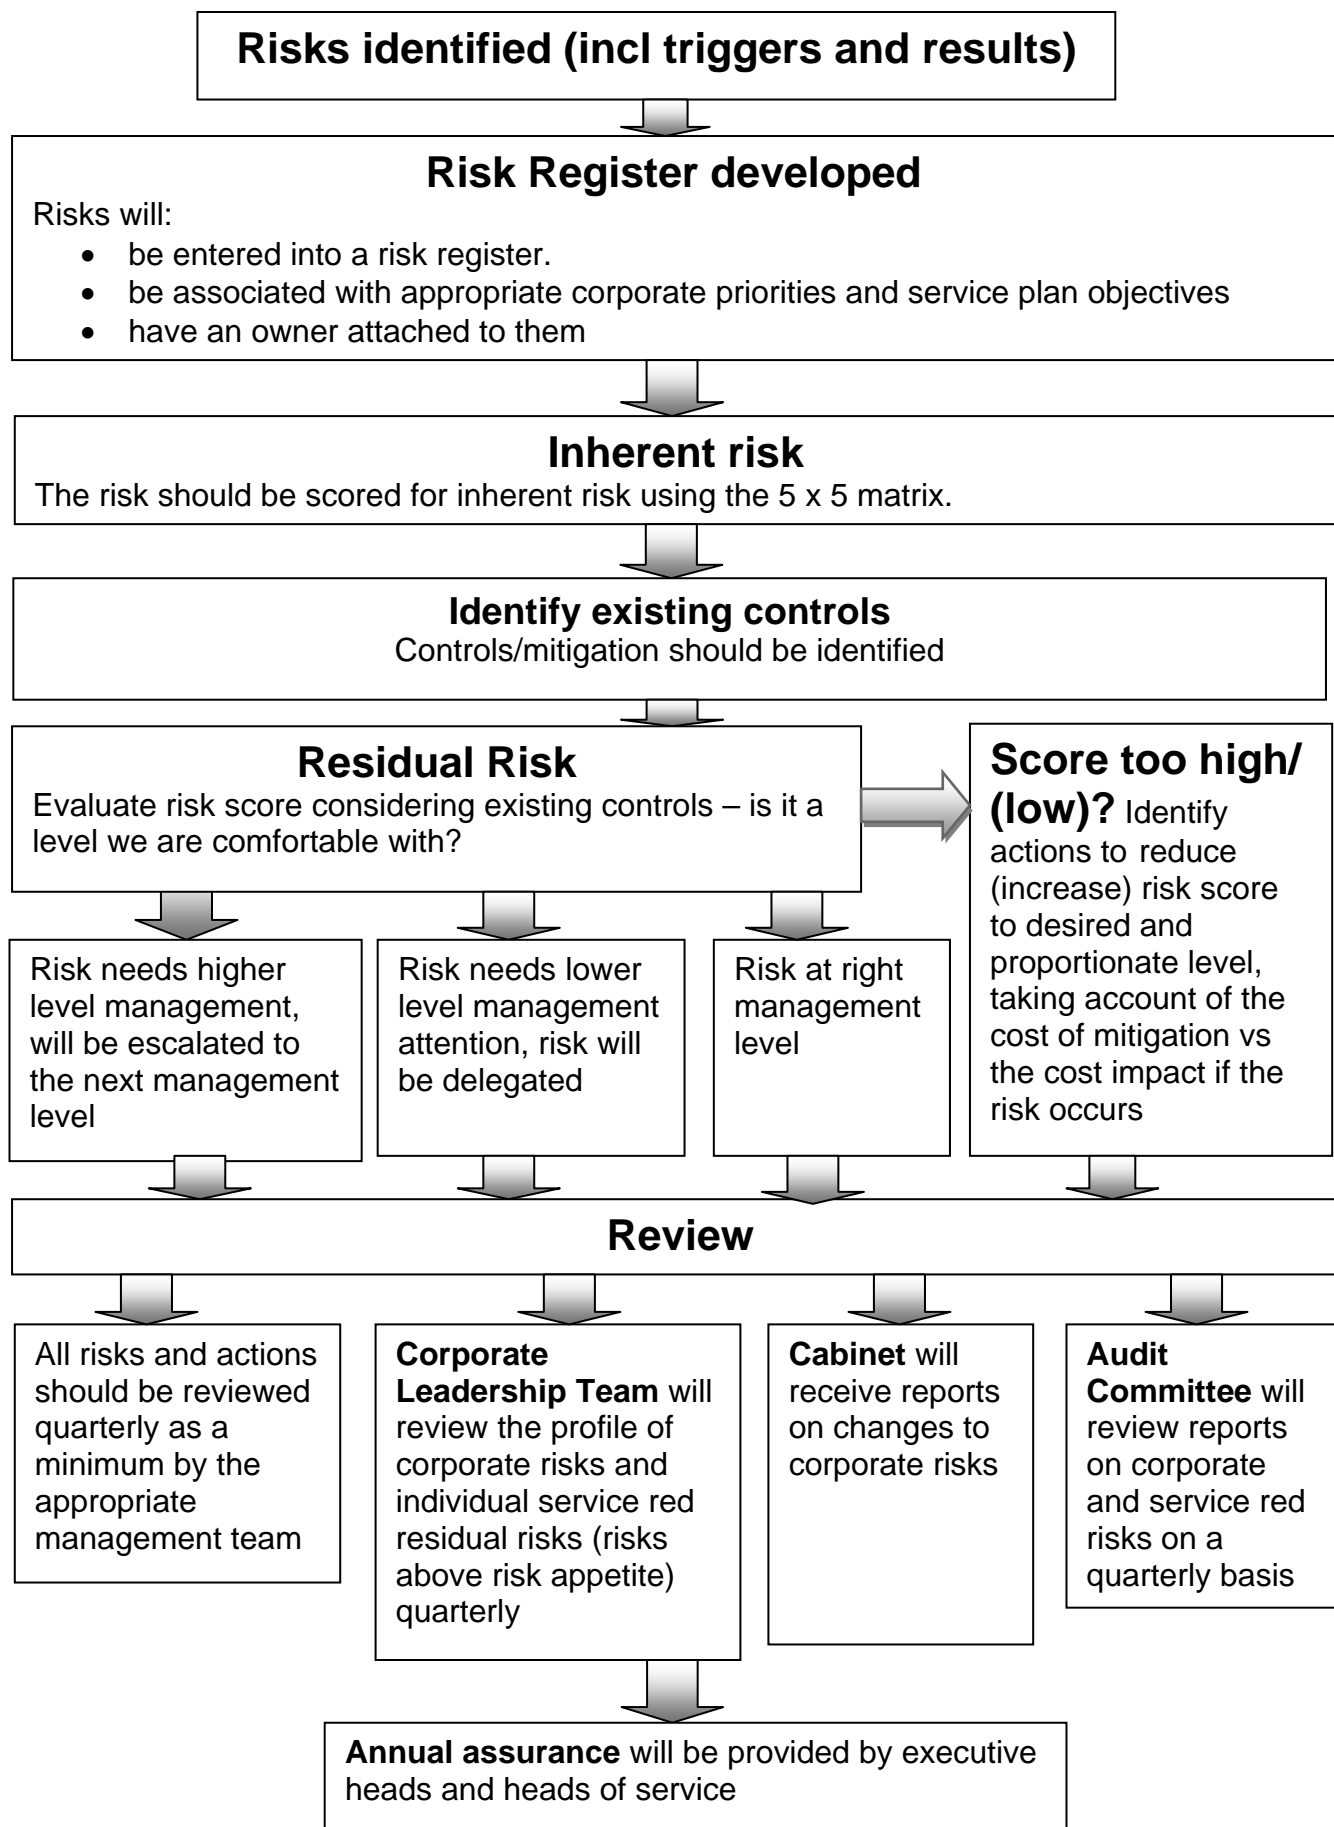 Risks identified (incl triggers and results)
Risk Register developed
Risks will:
• be entered into a risk register.
• be associated with appropriate corporate priorities and service plan objectives
• have an owner attached to them
Inherent risk
The risk should be scored for inherent risk using the 5 x 5 matrix.
Identify existing controls
Controls/mitigation should be identified
Residual Risk
Evaluate risk score considering existing controls – is it a
level we are comfortable with?
Score too high/
(low)? Identify
actions to reduce
(increase) risk score
to desired and
proportionate level,
taking account of the
cost of mitigation vs
the cost impact if the
risk occurs
Risk needs higher
level management,
will be escalated to
the next management
level
Risk needs lower
level management
attention, risk will
be delegated
Risk at right
management
level
Review
All risks and actions
should be reviewed
quarterly as a
minimum by the
appropriate
management team
Corporate
Leadership Team will
review the profile of
corporate risks and
individual service red
residual risks (risks
above risk appetite)
quarterly
Cabinet will
receive reports
on changes to
corporate risks
Audit
Committee will
review reports
on corporate
and service red
risks on a
quarterly basis
Annual assurance will be provided by executive
heads and heads of service